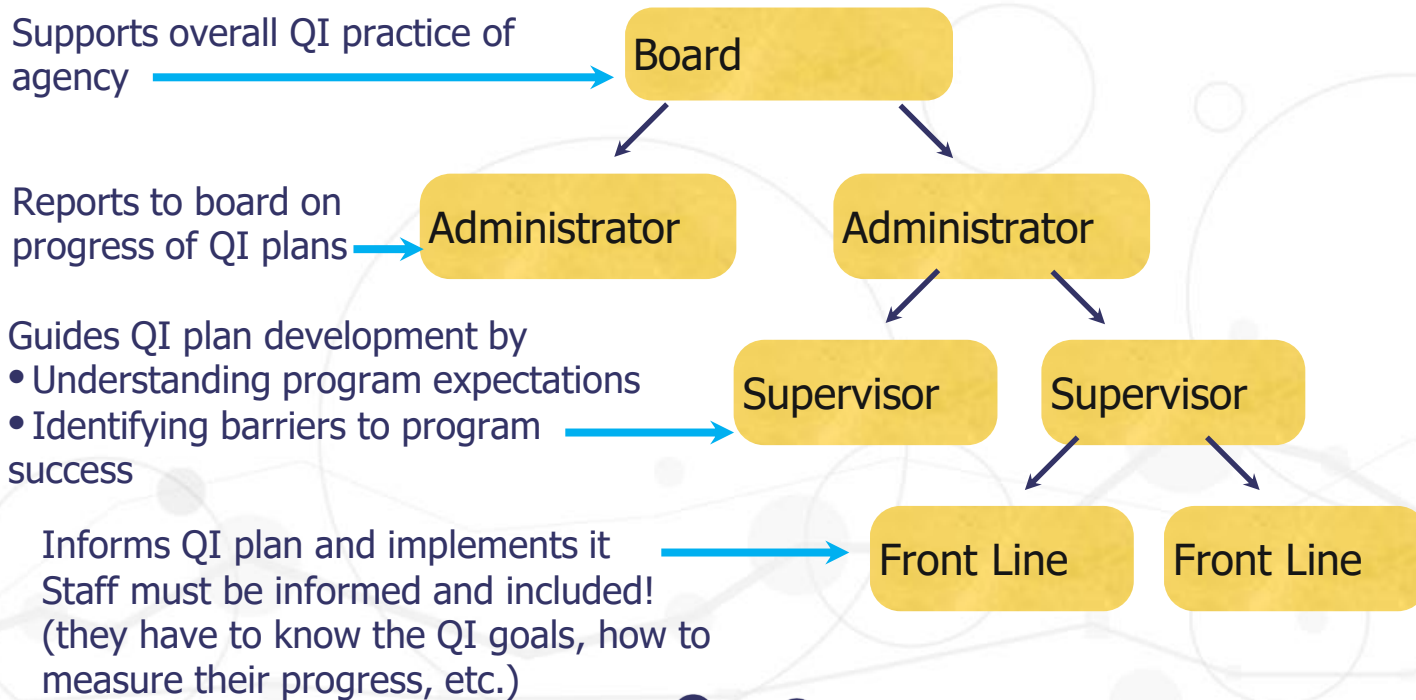 Supports overall QI practice of
agency
Board
Reports to board on
progress of QI plans
Administrator
Administrator
Guides QI plan development by
• Understanding program expectations
• Identifying barriers to program
success
Supervisor
Supervisor
Informs QI plan and implements it
Staff must be informed and included!
(they have to know the QI goals, how to
measure their progress, etc.)
Front Line
Front Line